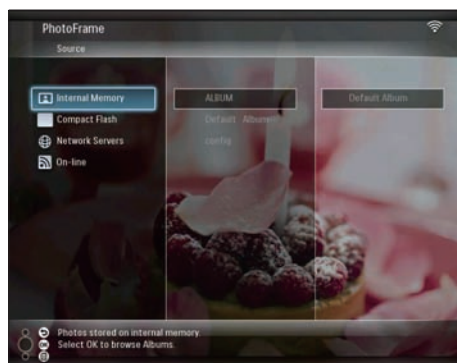 PhotoFrame
Source
Internal Memory
Compact Flash
Network Servers
On-line
ALBUM
Default Album
config
Default Album
Photos stored on internal memory.
Select OK to browse Albums.